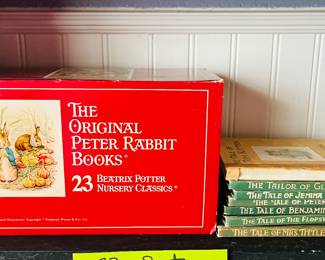 THE
ORIGINAL
PETER RABBIT
BOOKS
23 BEATRIX POTTER
NURSERY CLASSICS
THE TAILOR OF GL
THE TALE OF JEMIMA
THE TALE OF PETER
THE TALE OF BENJAMIN
THE TALE OF THE FLOPSY
THE TALE OF MRS. TITTLE